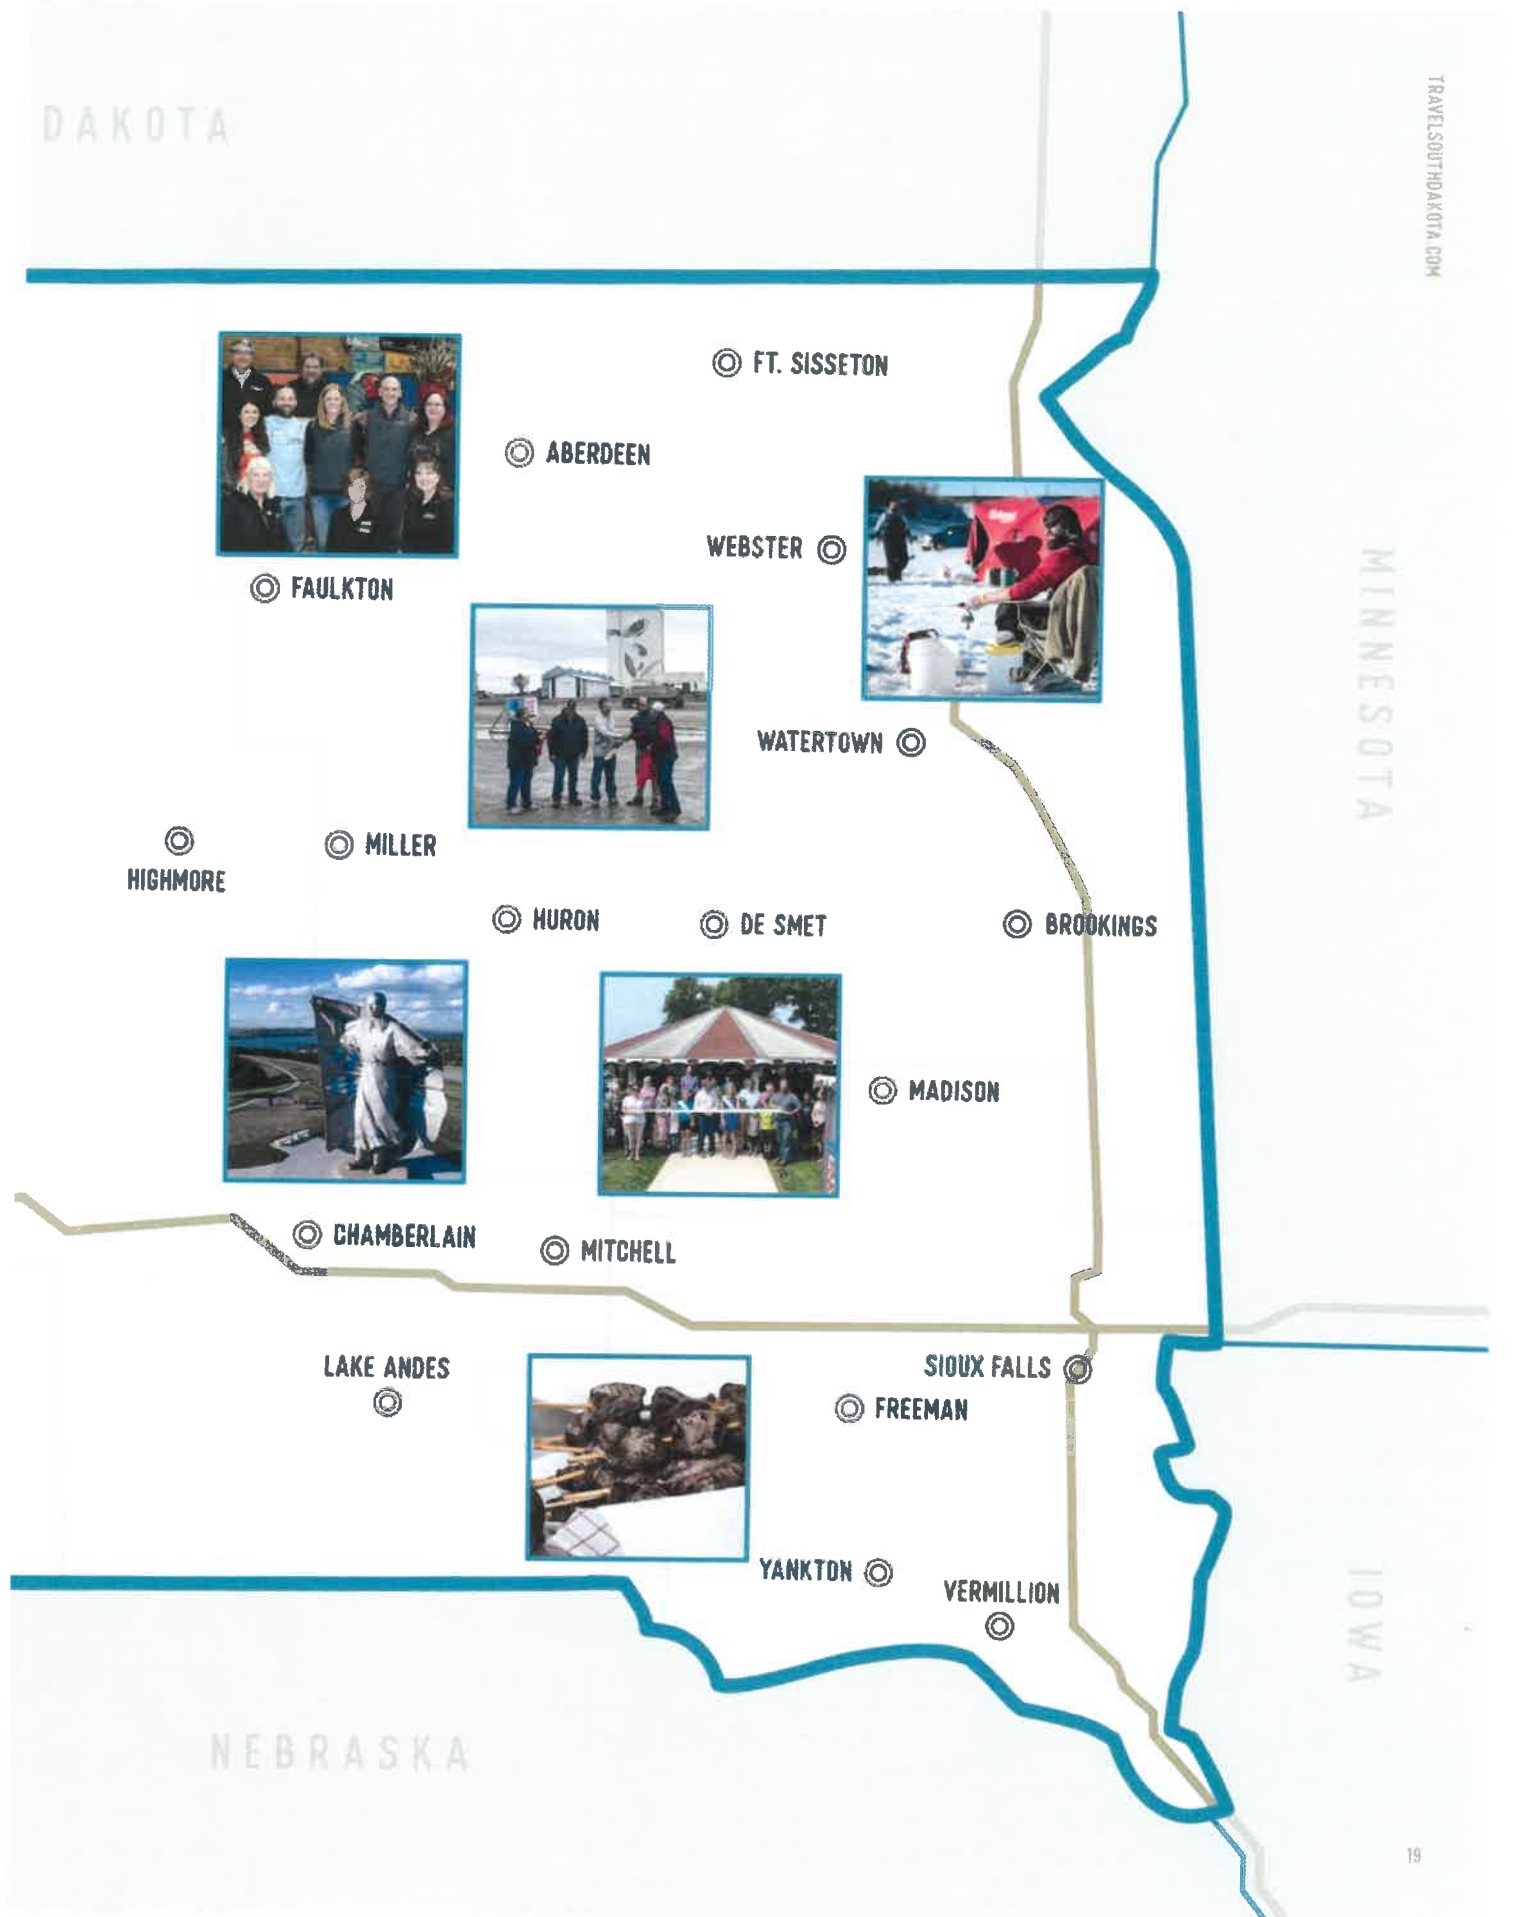 DAKOTA
TRAVELSOUTHDAKOTA.COM
FT. SISSETON
ABERDEEN
WEBSTER
FAULKTON
MINNESOTA
WATERTOWN
MILLER
HIGHMORE
HURON
DE SMET
BROOKINGS
MADISON
CHAMBERLAIN
MITCHELL
LAKE ANDES
SIOUX FALLS
FREEMAN
YANKTON
VERMILLION
IOWA
NEBRASKA
19